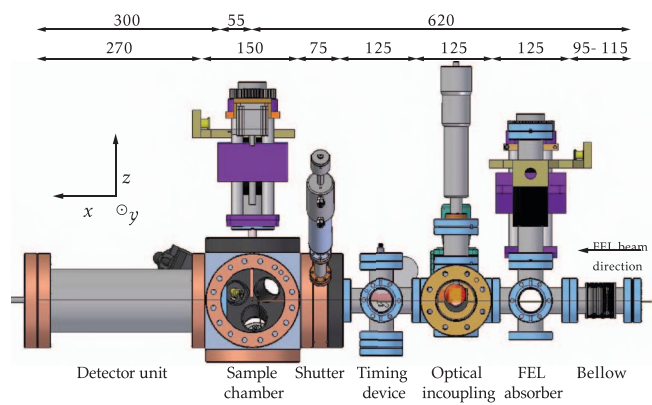 300 55 620
270 150 75 125 125 125 95- 115
z
x
y
FEL beam
direction
Detector unit Sample Shutter Timing Optical FEL Bellow
chamber device incoupling absorber